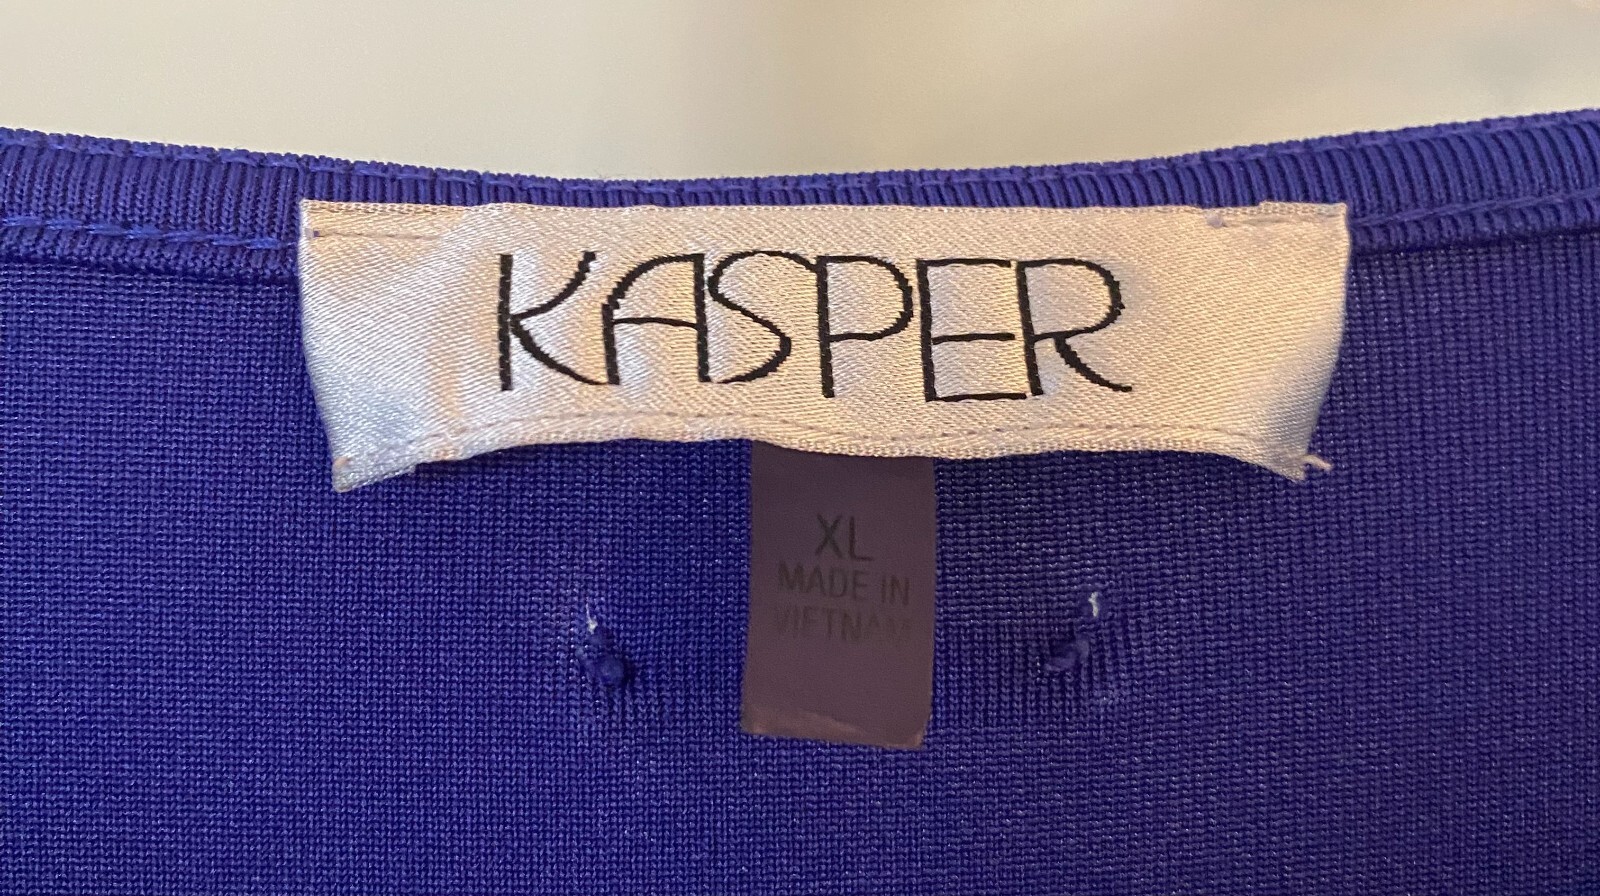 KASPER
XL
MADE IN
VIETNAM